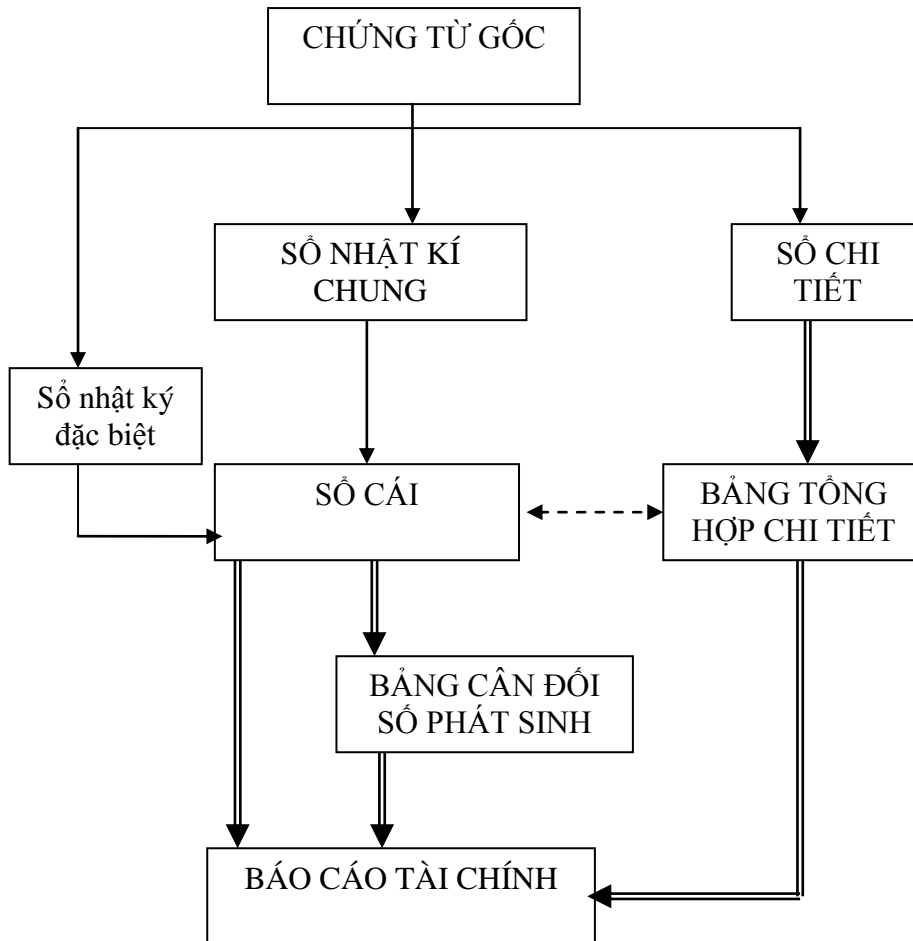 CHỨNG TỪ GỐC
SỔ NHẬT KÍ
CHUNG
SỔ CHI
TIẾT
Sổ nhật ký
đặc biệt
SỔ CÁI
BẢNG TỔNG
HỢP CHI TIẾT
BẢNG CÂN ĐỐI
SỐ PHÁT SINH
BÁO CÁO TÀI CHÍNH